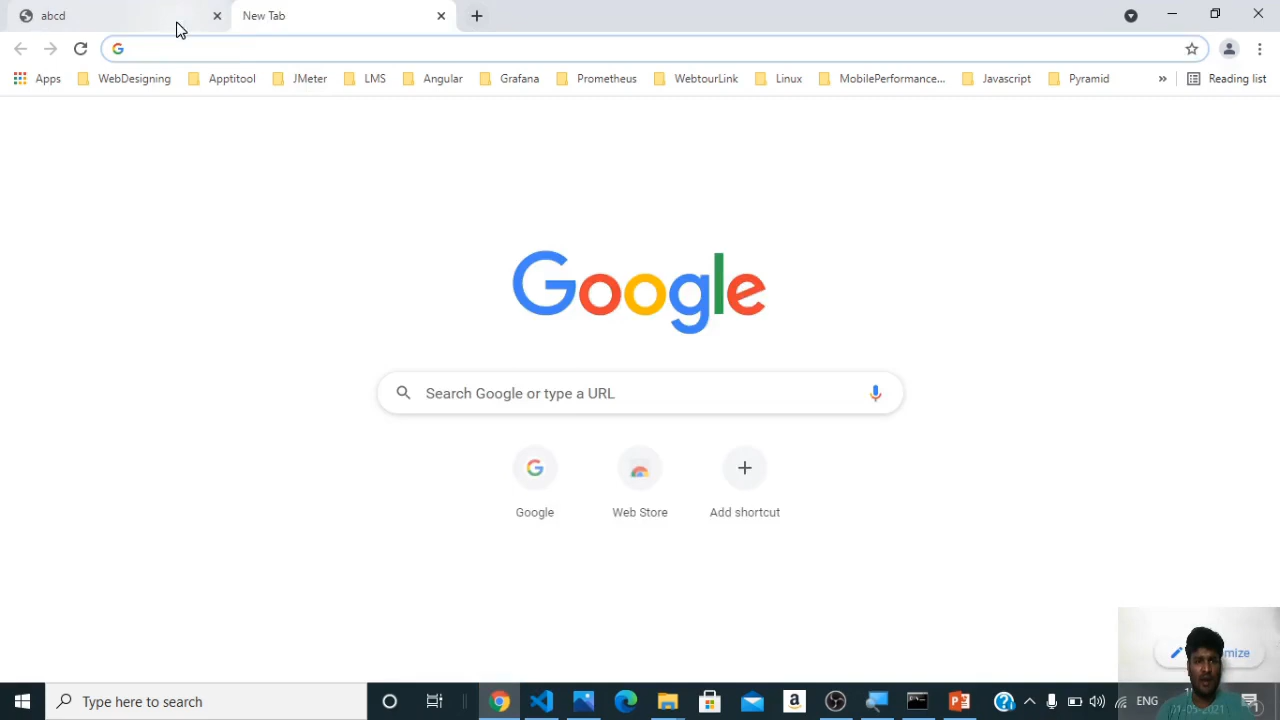 abcd
New Tab
Apps WebDesigning Apptitool JMeter LMS Angular Grafana Prometheus WebtourLink Linux MobilePerformance... Javascript Pyramid » Reading list
Google
Search Google or type a URL
Google Web Store Add shortcut
Type here to search
ENG